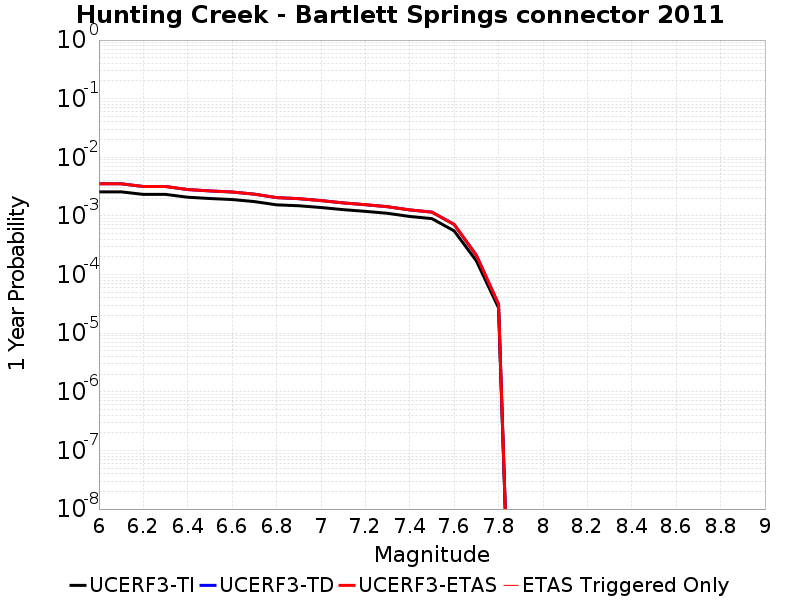 Hunting Creek - Bartlett Springs connector 2011
10^0
10^-1
10^-2
10^-3
10^-4
10^-5
10^-6
10^-7
10^-8
1 Year Probability
6 6.2 6.4 6.6 6.8 7 7.2 7.4 7.6 7.8 8 8.2 8.4 8.6 8.8 9
Magnitude
UCERF3-TI UCERF3-TD UCERF3-ETAS ETAS Triggered Only